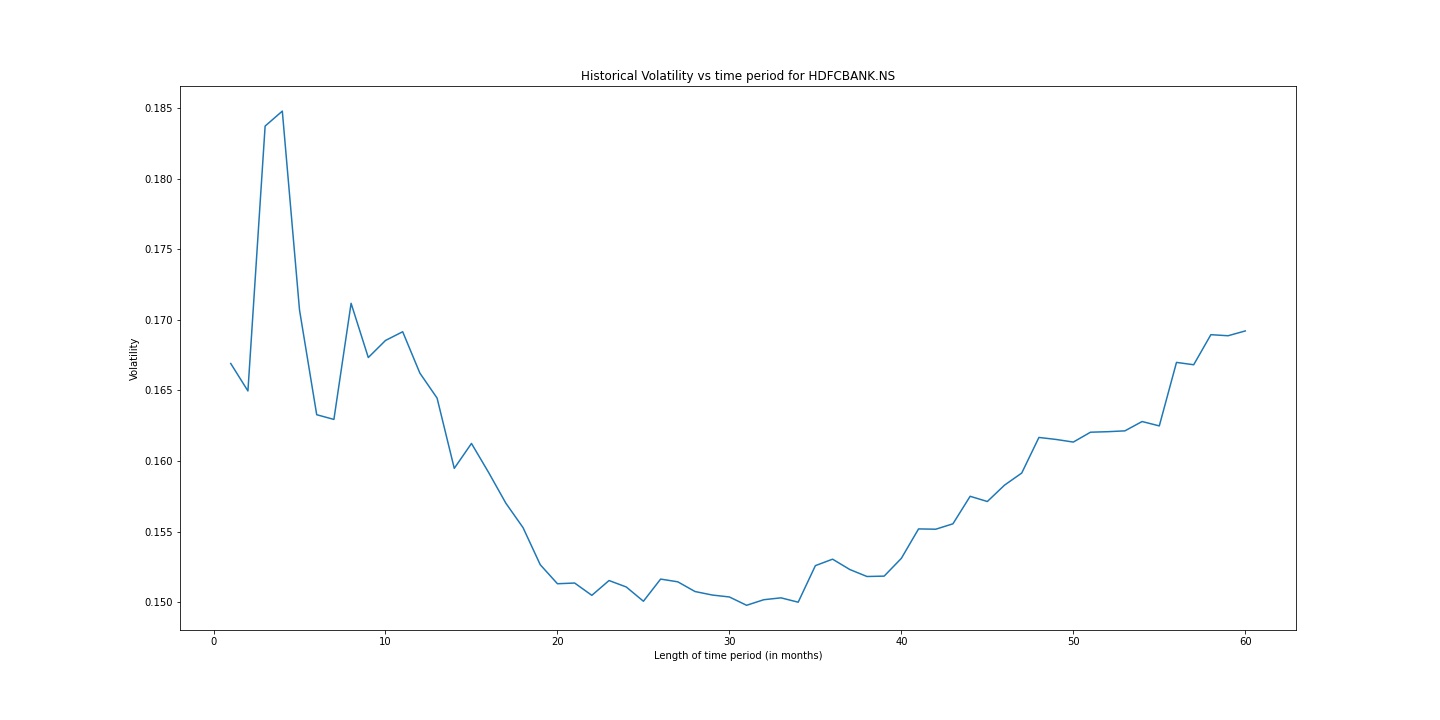 Historical Volatility vs time period for HDFCBANK.NS
0.185
0.180
0.175
0.170
0.165
0.160
0.155
0.150
Volatility
0 10 20 30 40 50 60
Length of time period (in months)